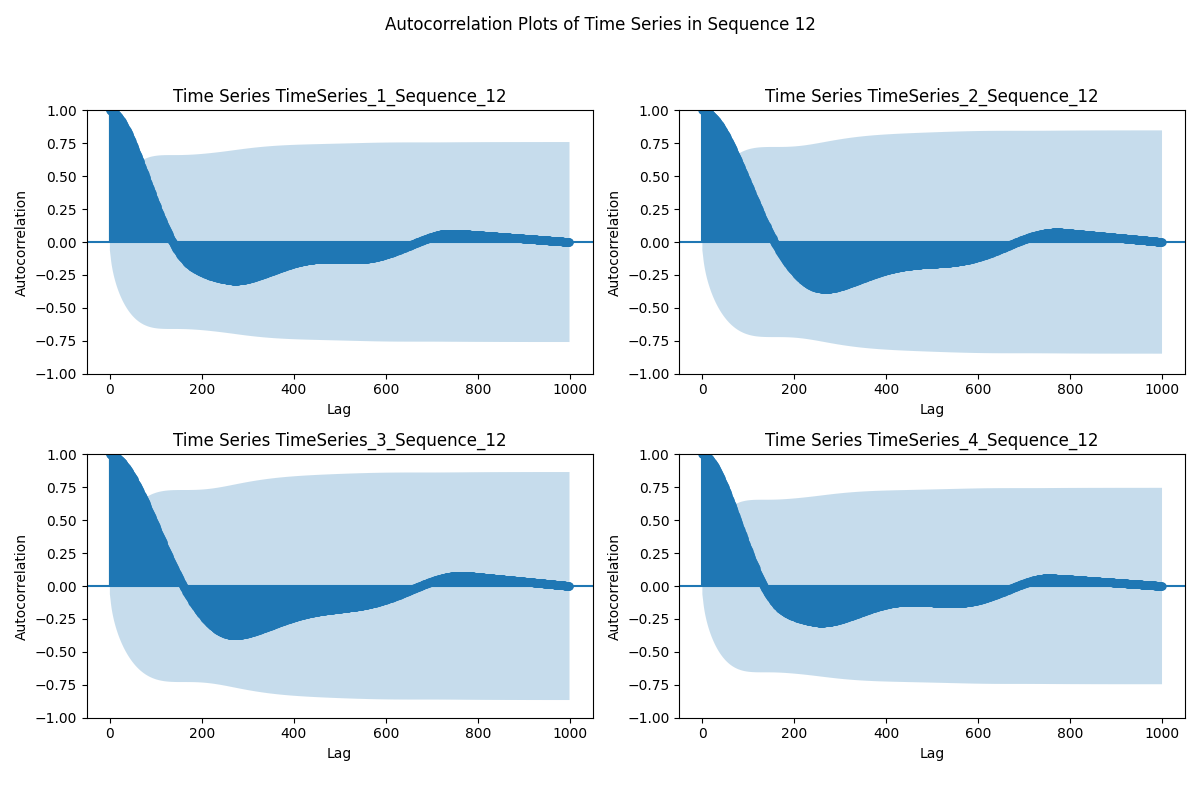 Autocorrelation Plots of Time Series in Sequence 12
Time Series TimeSeries_1_Sequence_12
1.00
0.75
0.50
0.25
0.00
−0.25
−0.50
−0.75
−1.00
Autocorrelation
0 200 400 600 800 1000
Lag
Time Series TimeSeries_2_Sequence_12
1.00
0.75
0.50
0.25
0.00
−0.25
−0.50
−0.75
−1.00
Autocorrelation
0 200 400 600 800 1000
Lag
Time Series TimeSeries_3_Sequence_12
1.00
0.75
0.50
0.25
0.00
−0.25
−0.50
−0.75
−1.00
Autocorrelation
0 200 400 600 800 1000
Lag
Time Series TimeSeries_4_Sequence_12
1.00
0.75
0.50
0.25
0.00
−0.25
−0.50
−0.75
−1.00
Autocorrelation
0 200 400 600 800 1000
Lag